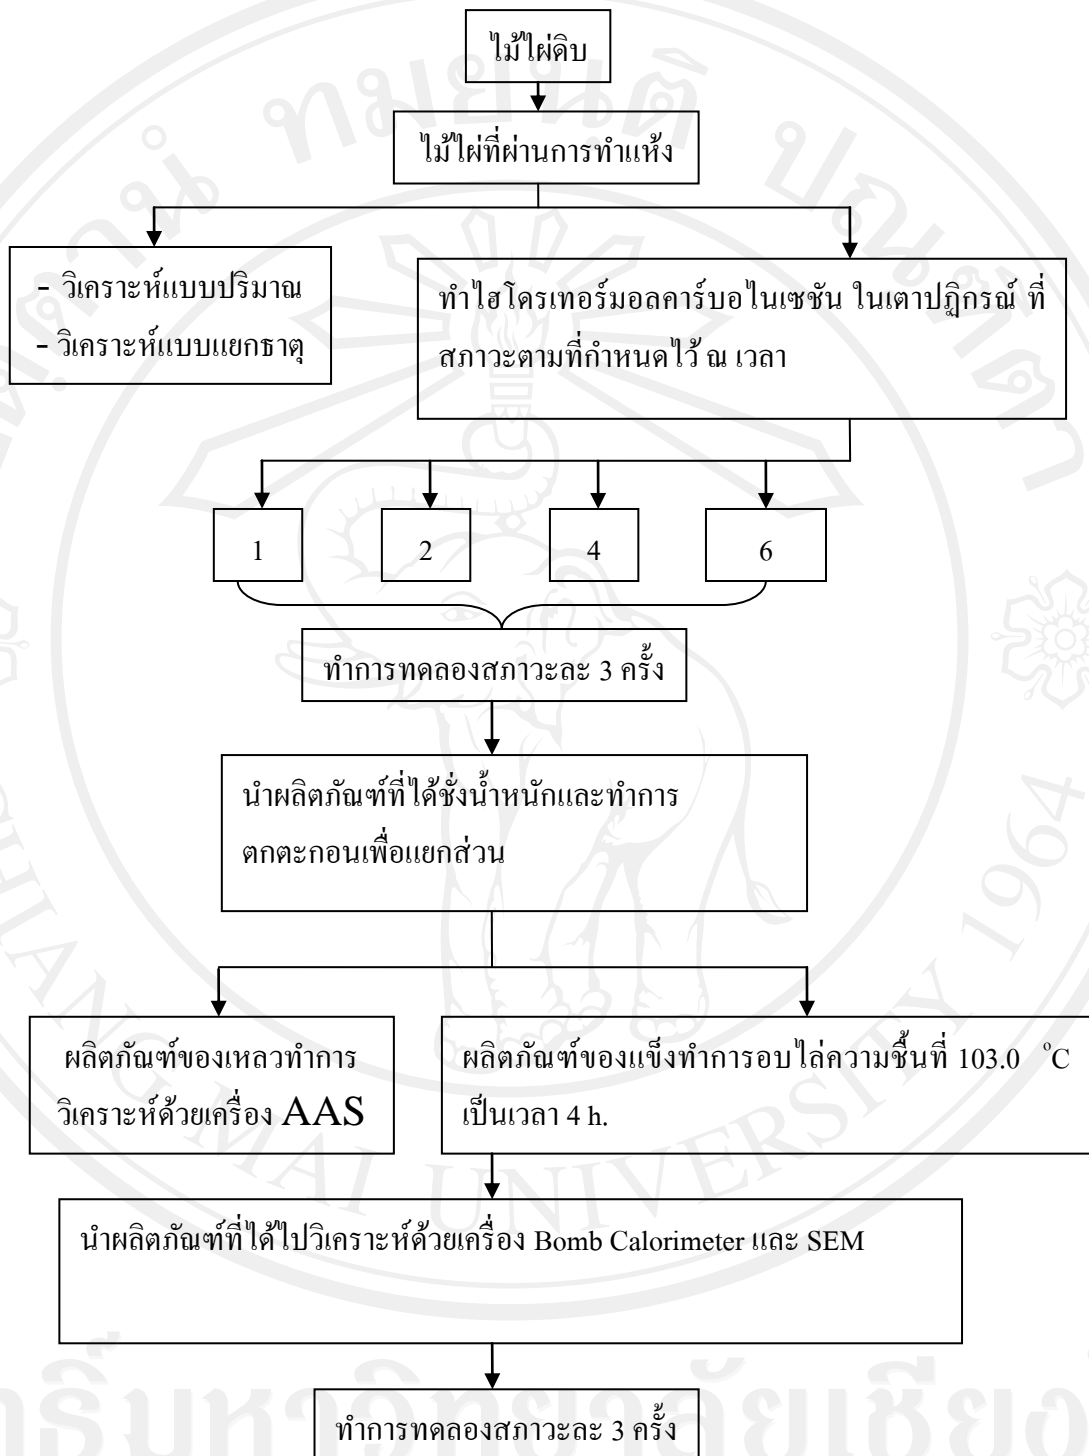 ไม้ไผ่ดิบ
ไม้ไผ่ที่ผ่านการทำแห้ง
- วิเคราะห์แบบปริมาณ
- วิเคราะห์แบบแยกธาตุ
ทำไฮโดรเทอร์มอลคาร์บอไนเซชัน ในเตาปฏิกรณ์ ที่
สภาวะตามที่กำหนดไว้ ณ เวลา
1
2
4
6
ทำการทดลองสภาวะละ 3 ครั้ง
นำผลิตภัณฑ์ที่ได้ชั่งน้ำหนักและทำการ
ตกตะกอนเพื่อแยกส่วน
ผลิตภัณฑ์ของเหลวทำการ
วิเคราะห์ด้วยเครื่อง AAS
ผลิตภัณฑ์ของแข็งทำการอบไล่ความชื้นที่ 103.0 °C
เป็นเวลา 4 h.
นำผลิตภัณฑ์ที่ได้ไปวิเคราะห์ด้วยเครื่อง Bomb Calorimeter และ SEM
ทำการทดลองสภาวะละ 3 ครั้ง
CHIANG MAI UNIVERSITY 1964